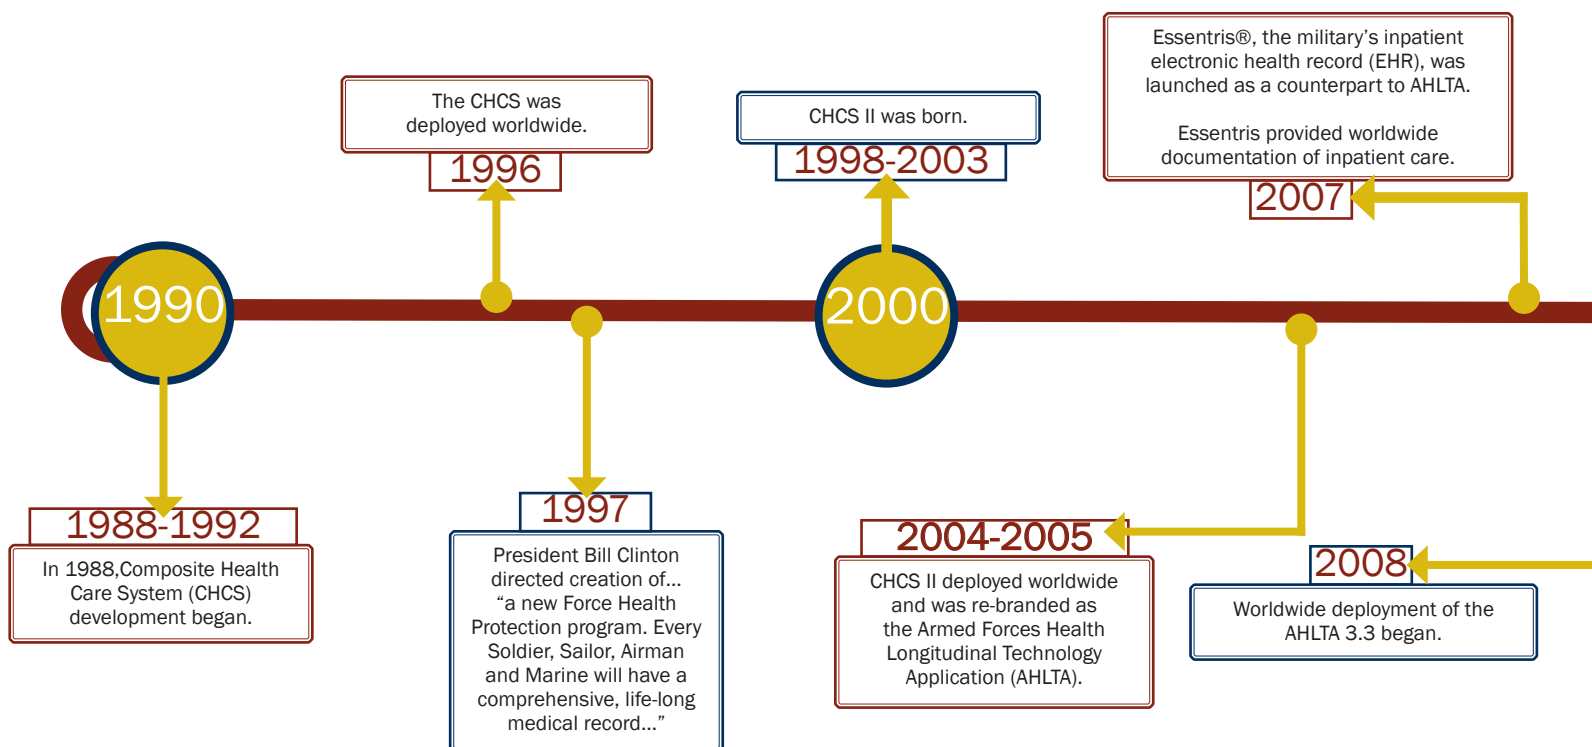 The CHCS was
deployed worldwide.
1996
CHCS II was born.
1998-2003
Essentris®, the military’s inpatient
electronic health record (EHR), was
launched as a counterpart to AHLTA.
Essentris provided worldwide
documentation of inpatient care.
2007
1990
2000
1988-1992
In 1988,Composite Health
Care System (CHCS)
development began.
1997
President Bill Clinton
directed creation of...
“a new Force Health
Protection program. Every
Soldier, Sailor, Airman
and Marine will have a
comprehensive, life-long
medical record...”
2004-2005
CHCS II deployed worldwide
and was re-branded as
the Armed Forces Health
Longitudinal Technology
Application (AHLTA).
2008
Worldwide deployment of the
AHLTA 3.3 began.